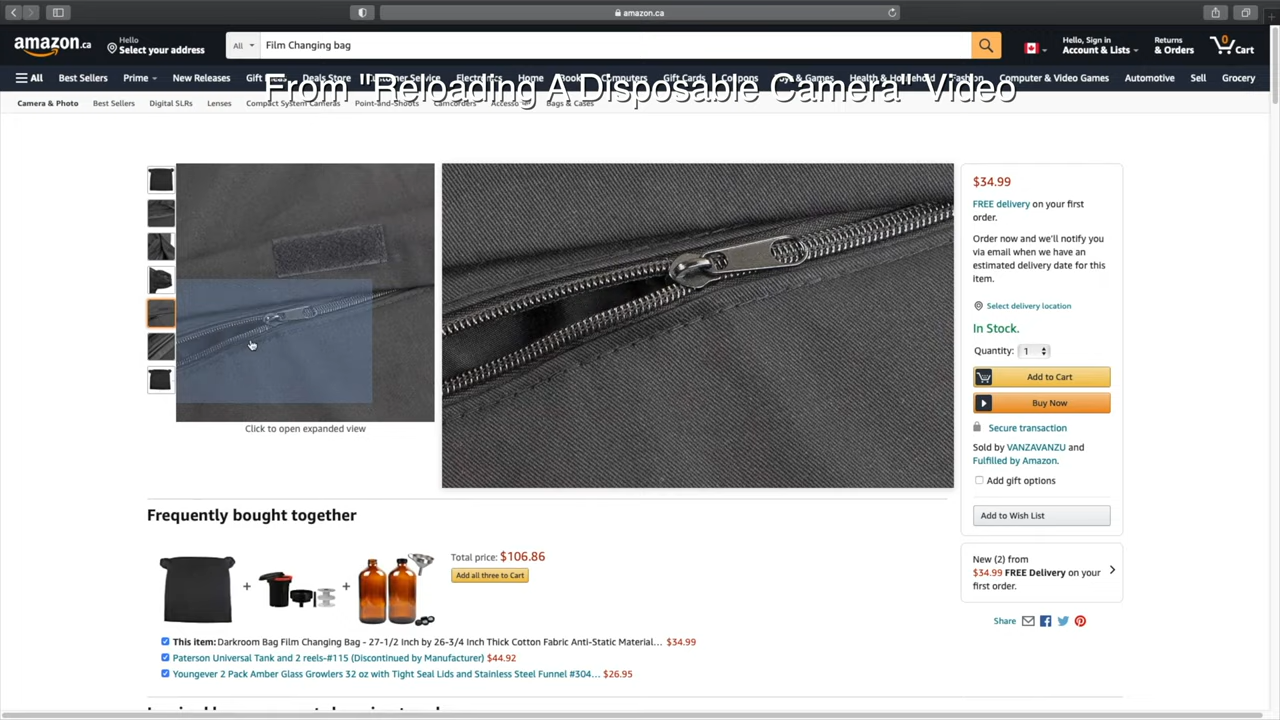 amazon.ca
amazon.ca
Hello
Select your address
All
Film Changing bag
Hello, Sign in
Account & Lists
Returns
& Orders
0
Cart
All
Best Sellers
Prime
New Releases
Deals Store
Customer Service
Electronics
Home
Computers
Gift Cards
Coupons
Health & Household
Fashion
Computer & Video Games
Automotive
Sell
Grocery
From "Reloading A Disposable Camera" Video
Camera & Photo
Best Sellers
Digital SLRs
Lenses
Compact System Cameras
Point-and-Shoots
Camcorders
Bags & Cases
$34.99
FREE delivery on your first
order.
Order now and we'll notify you
via email when we have an
estimated delivery date for this
item.
Select delivery location
In Stock.
Quantity: 1
Add to Cart
Buy Now
Secure transaction
Sold by VANZAVANZU and
Fulfilled by Amazon.
Add gift options
Add to Wish List
Click to open expanded view
Frequently bought together
Total price: $106.86
Add all three to Cart
New (2) from
$34.99 FREE Delivery on your
first order.
Share
This item: Darkroom Bag Film Changing Bag - 27-1/2 Inch by 26-3/4 Inch Thick Cotton Fabric Anti-Static Material... $34.99
Paterson Universal Tank and 2 reels-#115 (Discontinued by Manufacturer) $44.92
Youngever 2 Pack Amber Glass Growlers 32 oz with Tight Seal Lids and Stainless Steel Funnel #304... $26.95